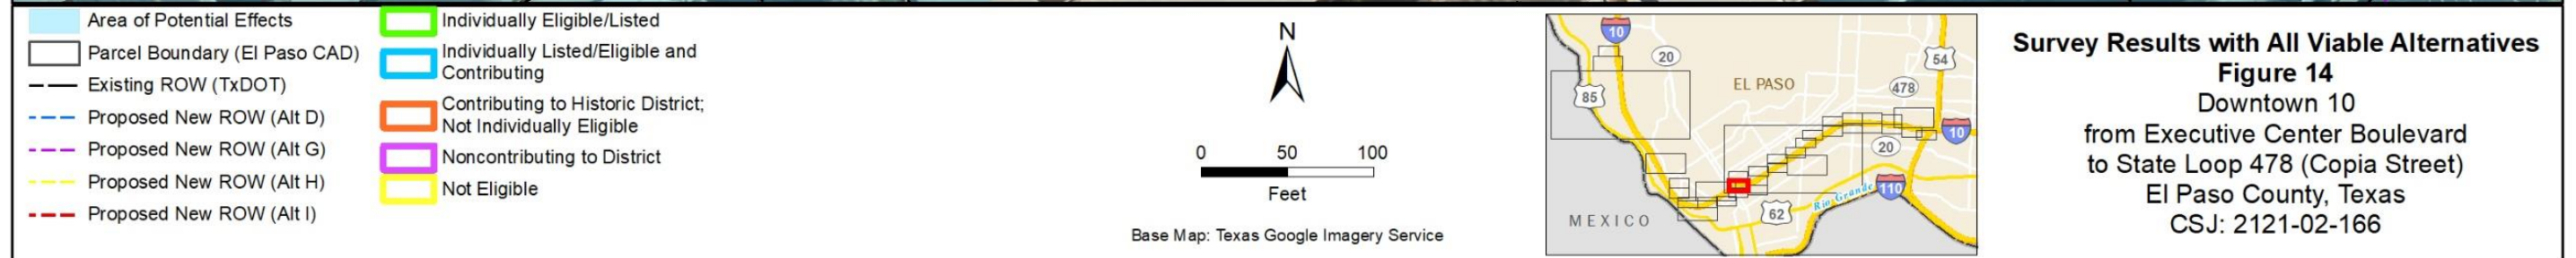 Area of Potential Effects
Parcel Boundary (El Paso CAD)
Existing ROW (TxDOT)
Proposed New ROW (Alt D)
Proposed New ROW (Alt G)
Proposed New ROW (Alt H)
Proposed New ROW (Alt I)
Individually Eligible/Listed
Individually Listed/Eligible and
Contributing
Contributing to Historic District;
Not Individually Eligible
Noncontributing to District
Not Eligible
N
0 50 100
Feet
Base Map: Texas Google Imagery Service
10
20
54
EL PASO
478
85
10
20
110
Rio Grande
62
MEXICO
Survey Results with All Viable Alternatives
Figure 14
Downtown 10
from Executive Center Boulevard
to State Loop 478 (Copia Street)
El Paso County, Texas
CSJ: 2121-02-166